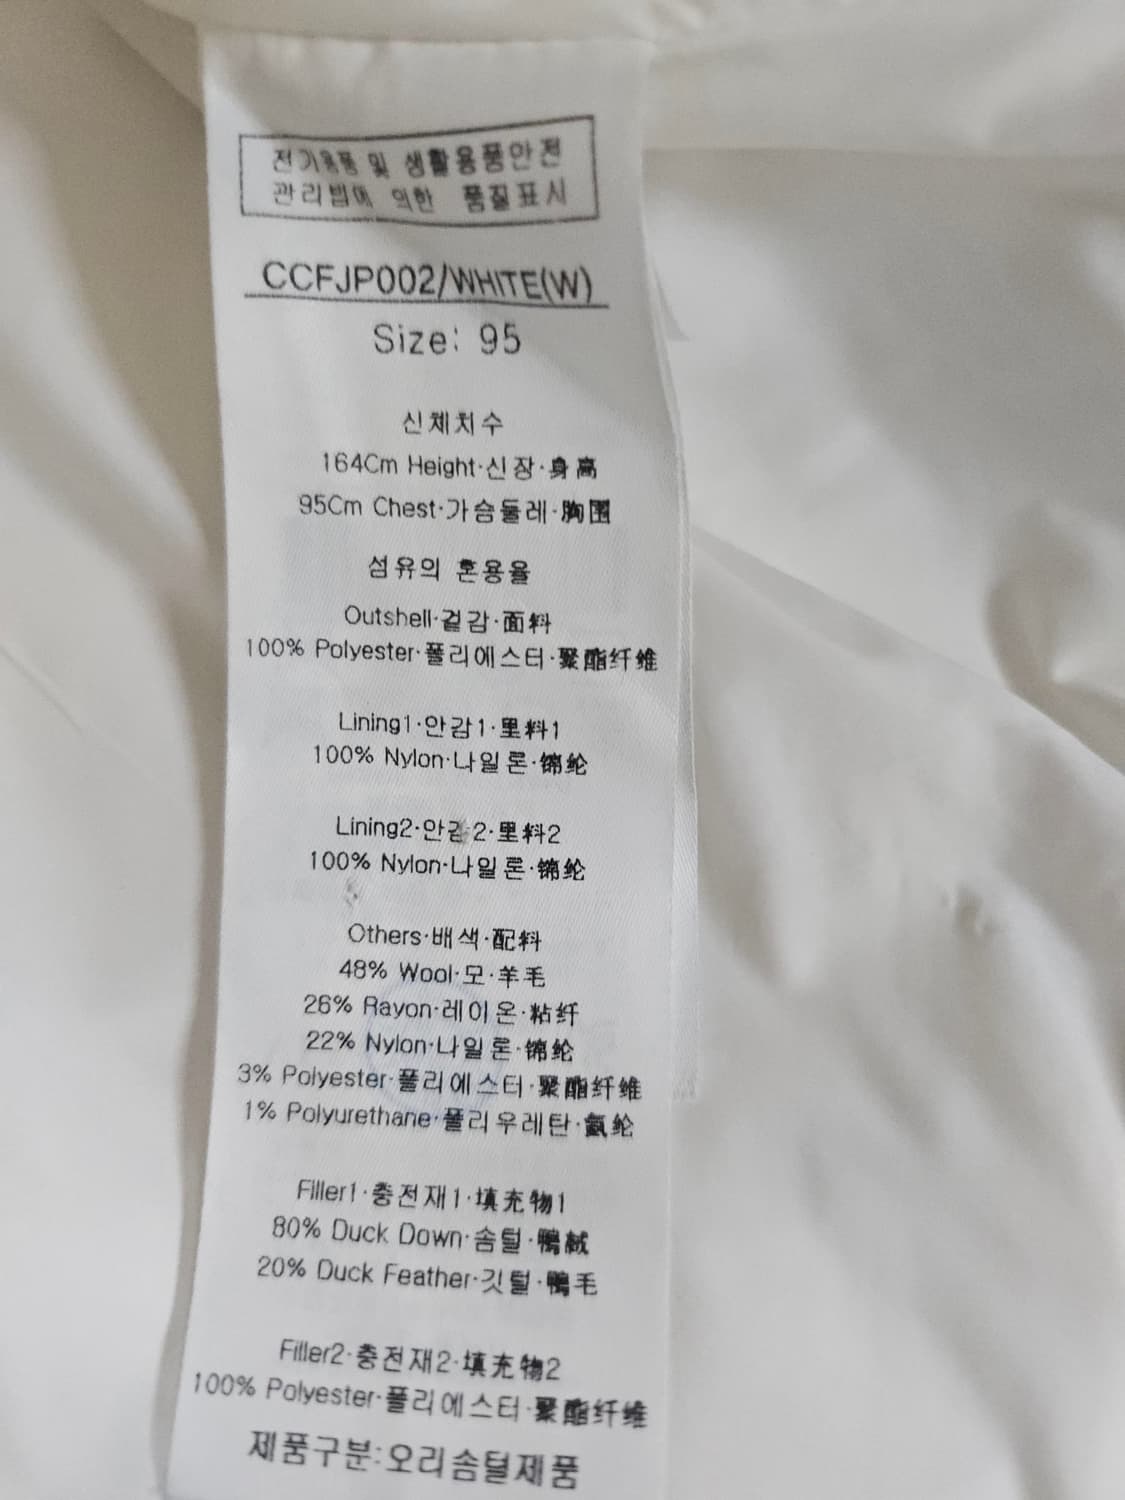 전기용품 및 생활용품안전
관리법에 의한 품질표시
CCFJP002/WHITE(W)
Size: 95
신체치수
164Cm Height·신장·身高
95Cm Chest·가슴둘레·胸围
섬유의 혼용율
Outshell·겉감·面料
100% Polyester·폴리에스터·聚酯纤维
Lining1·안감1·里料1
100% Nylon·나일론·锦纶
Lining2·안감2·里料2
100% Nylon·나일론·锦纶
Others·배색·配料
48% Wool·모·羊毛
26% Rayon·레이온·粘纤
22% Nylon·나일론·锦纶
3% Polyester·폴리에스터·聚酯纤维
1% Polyurethane·폴리우레탄·氨纶
Filler1·충전재1·填充物1
80% Duck Down·솜털·鴨絨
20% Duck Feather·깃털·鴨毛
Filler2·충전재2·填充物2
100% Polyester·폴리에스터·聚酯纤维
제품구분:오리솜털제품